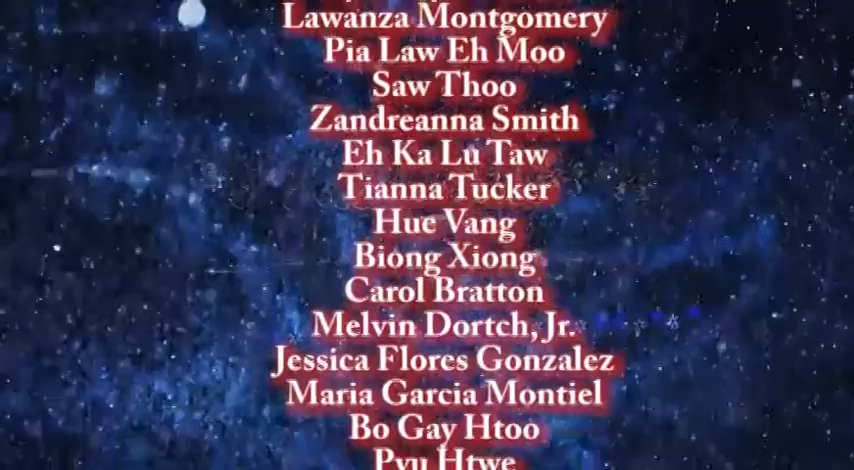 Lawanza Montgomery
Pia Law Eh Moo
Saw Thoo
Zandreanna Smith
Eh Ka Lu Taw
Tianna Tucker
Hue Vang
Biong Xiong
Carol Bratton
Melvin Dortch, Jr.
Jessica Flores Gonzalez
Maria Garcia Montiel
Bo Gay Htoo
Pyu Htwe